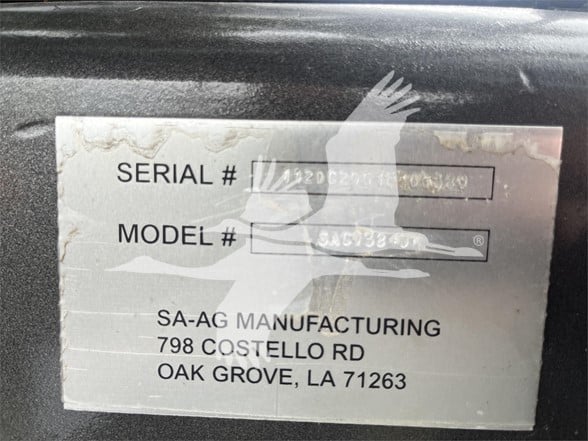 SERIAL #
MODEL #
SA-AG MANUFACTURING
798 COSTELLO RD
OAK GROVE, LA 71263